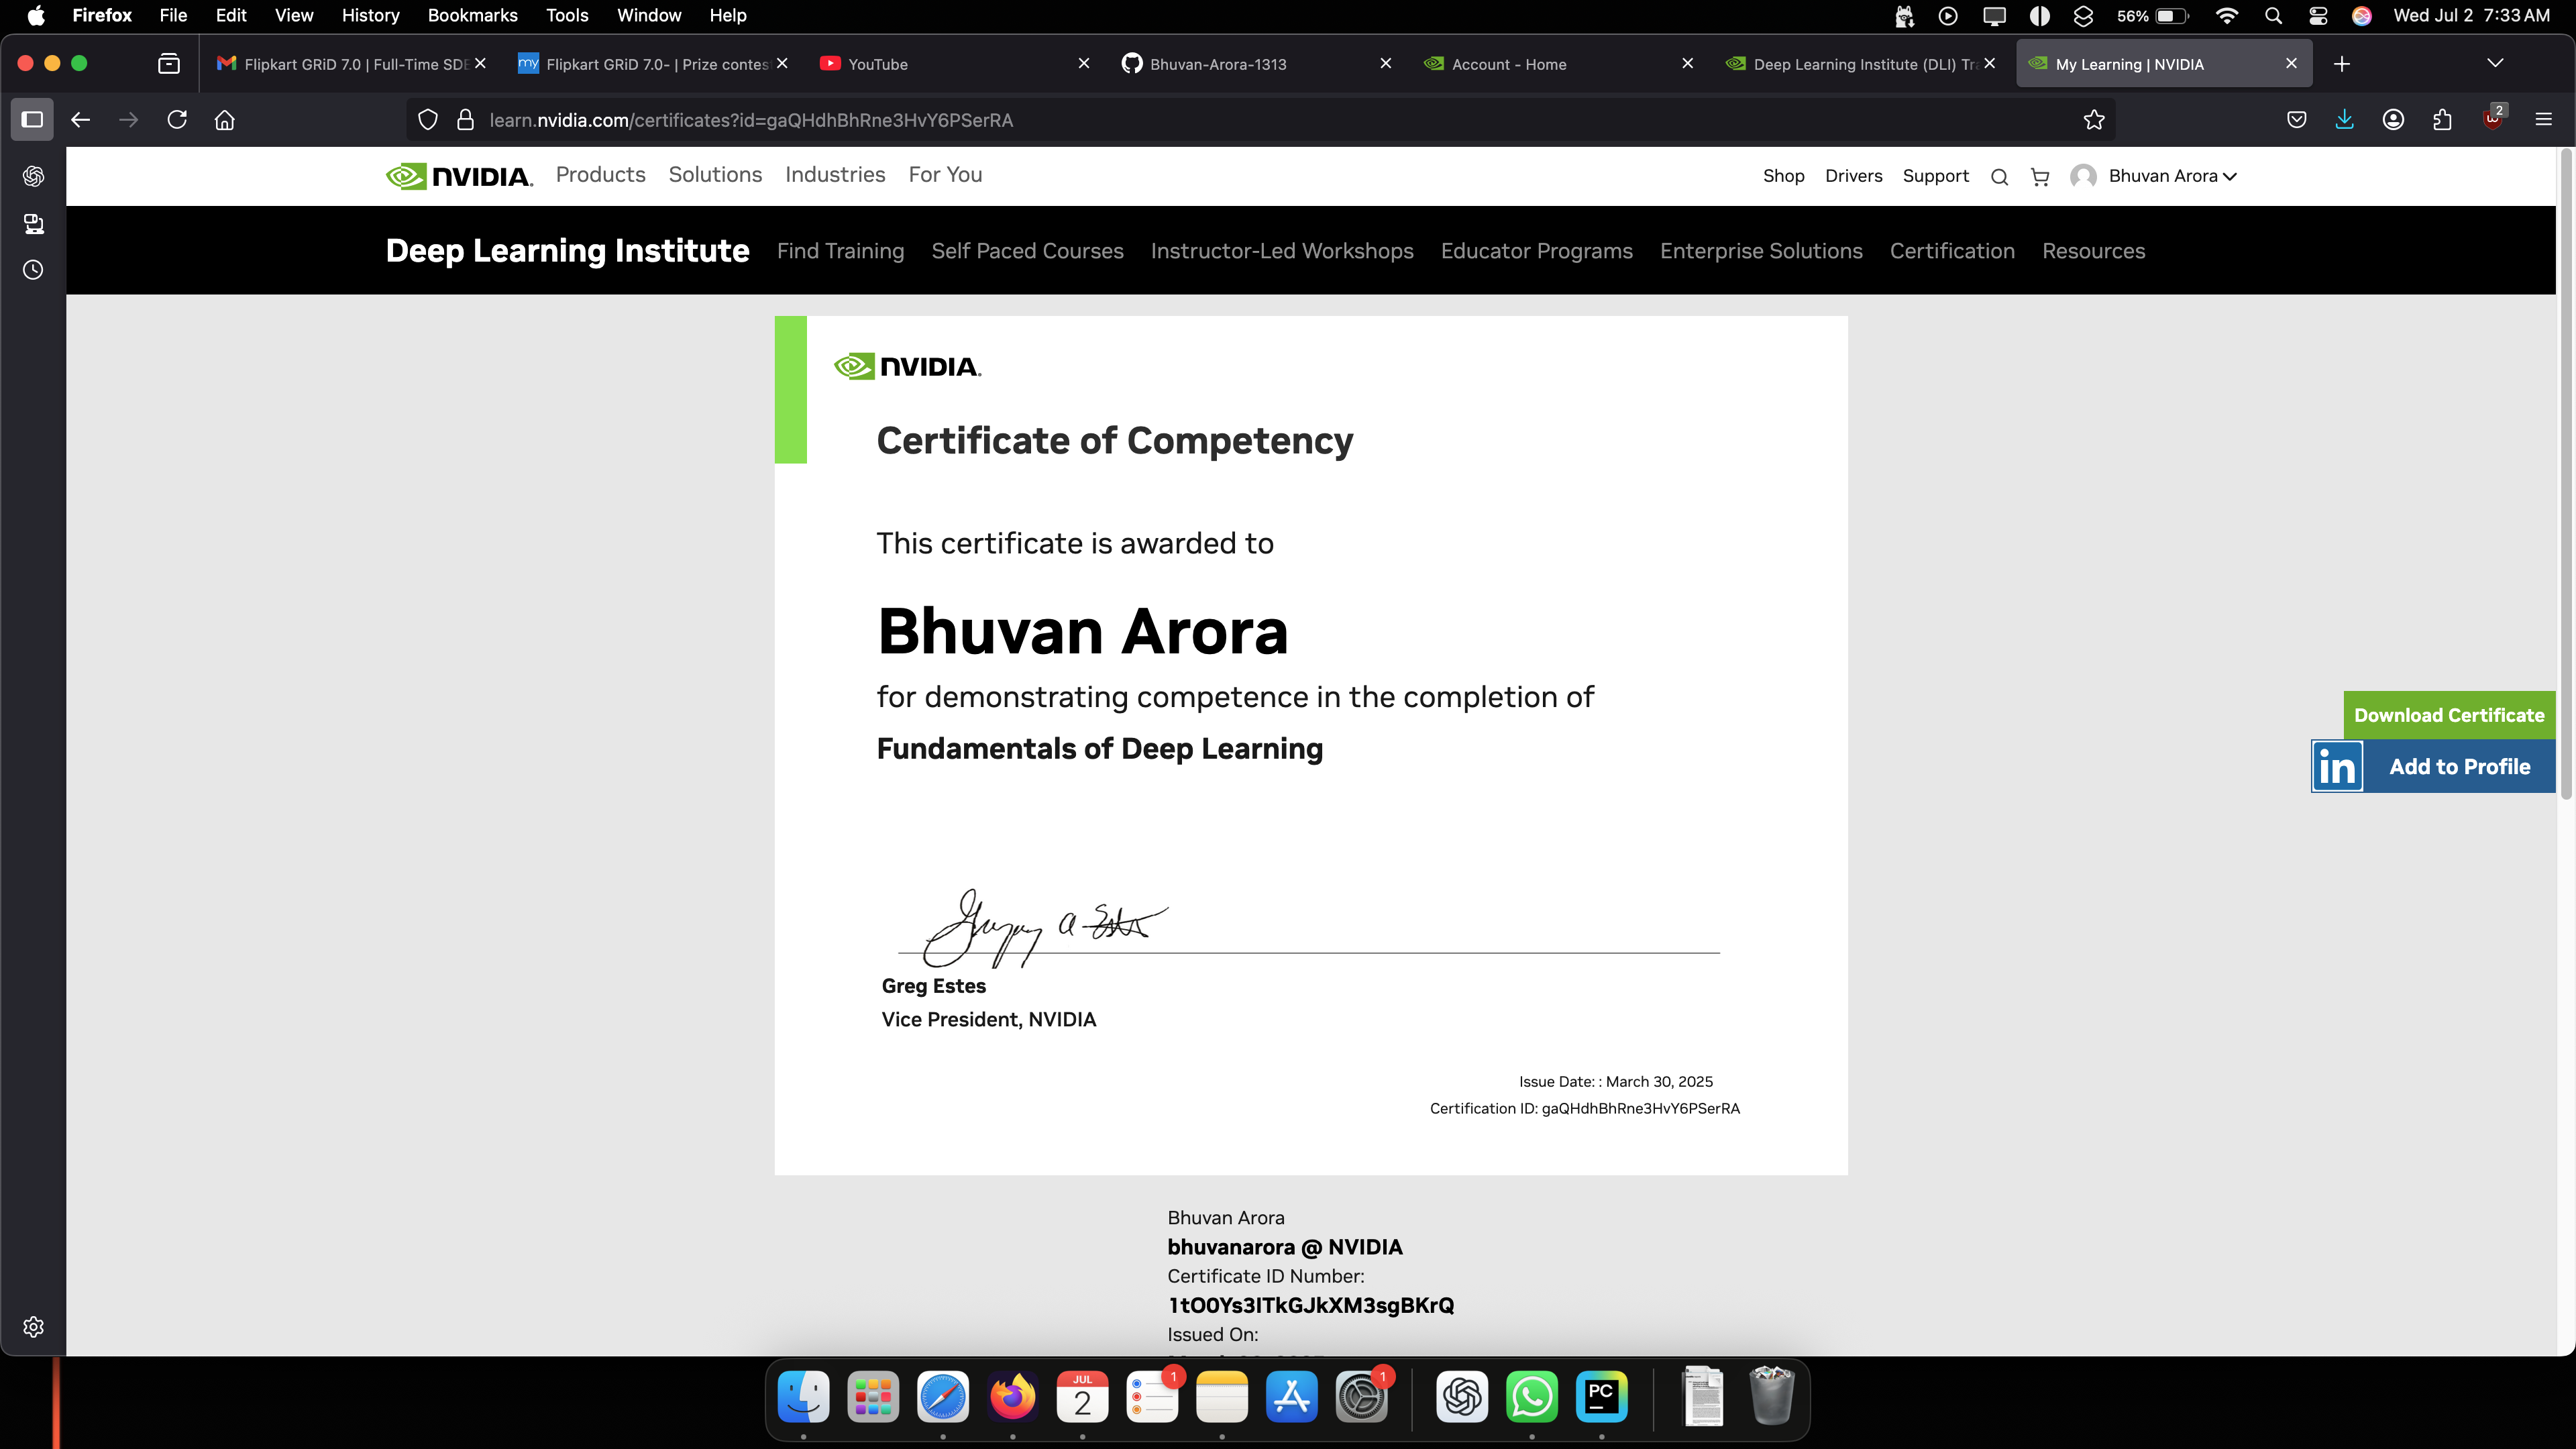 Firefox File Edit View History Bookmarks Tools Window Help 56% Wed Jul 2 7:33 AM
Flipkart GRiD 7.0 | Full-Time SDE my Flipkart GRiD 7.0- | Prize contes YouTube Bhuvan-Arora-1313 Account - Home Deep Learning Institute (DLI) Tra My Learning | NVIDIA
learn.nvidia.com/certificates?id=gaQHdhBhRne3HvY6PSerRA 2
NVIDIA. Products Solutions Industries For You Shop Drivers Support Bhuvan Arora
Deep Learning Institute Find Training Self Paced Courses Instructor-Led Workshops Educator Programs Enterprise Solutions Certification Resources
NVIDIA.
Certificate of Competency
This certificate is awarded to
Bhuvan Arora
for demonstrating competence in the completion of
Fundamentals of Deep Learning
Download Certificate
in Add to Profile
Greg Estes
Vice President, NVIDIA
Issue Date: : March 30, 2025
Certification ID: gaQHdhBhRne3HvY6PSerRA
Bhuvan Arora
bhuvanarora @ NVIDIA
Certificate ID Number:
1tO0Ys3ITkGJkXM3sgBKrQ
Issued On:
JUL
2
1
1
PC